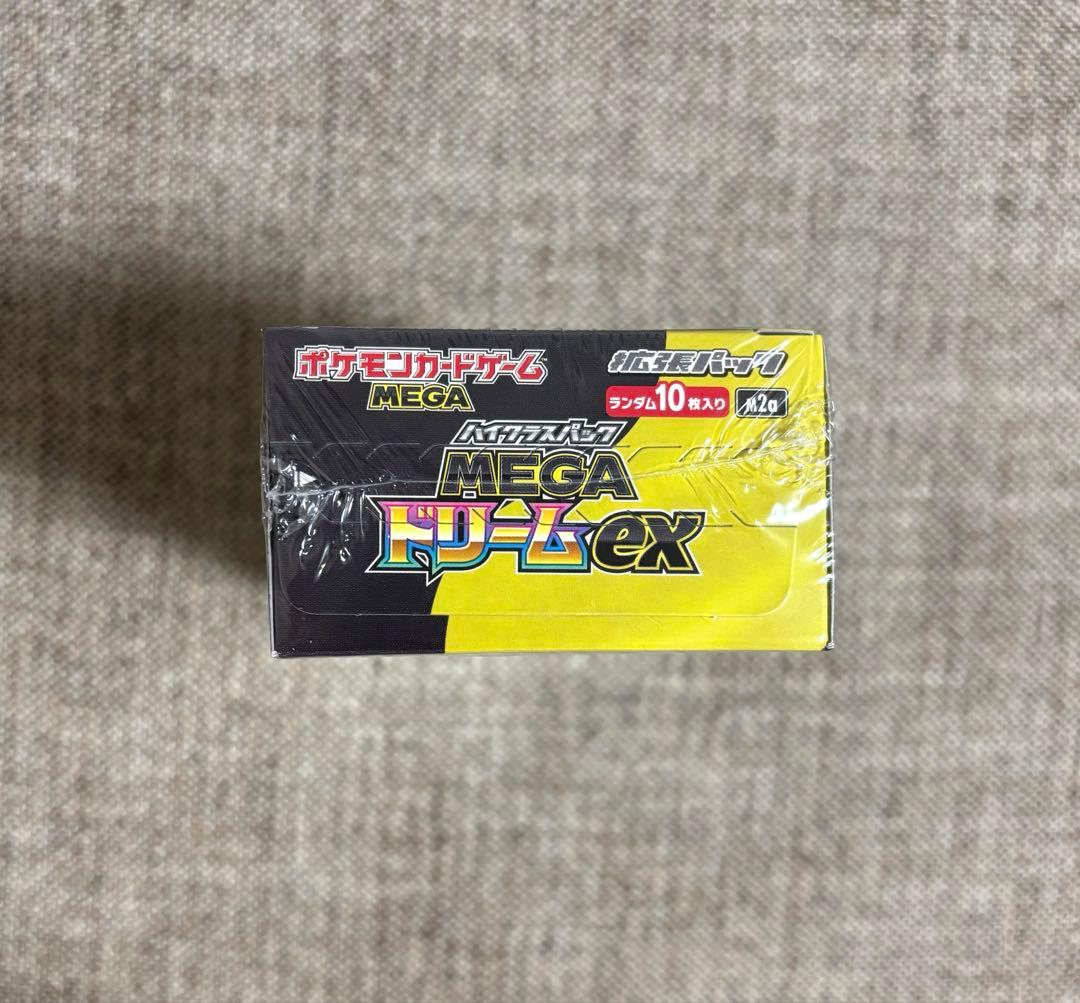 ポケモンカードゲーム™
MEGA
拡張パック
ランダム10枚入り
M2a
ハイクラスパック
MEGA
ドリームex